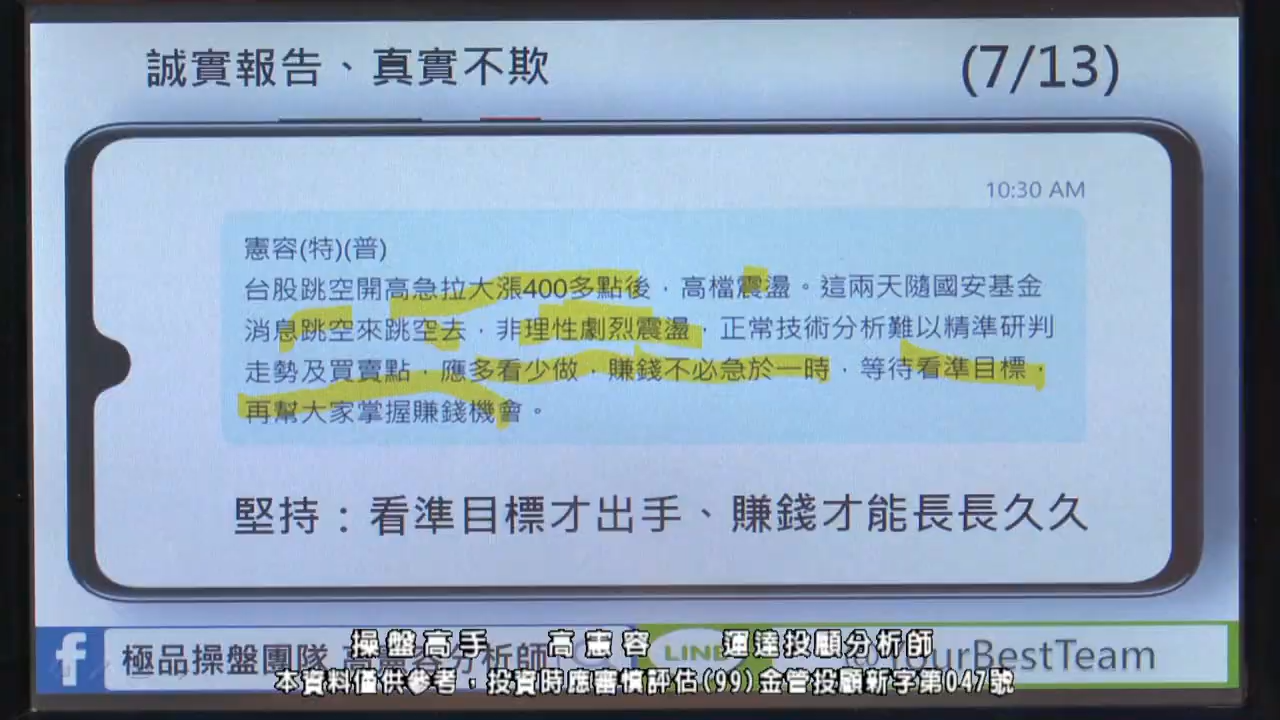 誠實報告、真實不欺
(7/13)
10:30 AM
憲容(特)(普)
台股跳空開高急拉大漲400多點後，高檔震盪。這兩天隨國安基金
消息跳空來跳空去，非理性劇烈震盪，正常技術分析難以精準研判
走勢及買賣點，應多看少做，賺錢不必急於一時，等待看準目標，
再幫大家掌握賺錢機會。
堅持：看準目標才出手、賺錢才能長長久久
操盤高手 高憲容 運達投顧分析師
極品操盤團隊 高憲容分析師 LINE @YourBestTeam
本資料僅供參考，投資時應審慎評估(99)金管投顧新字第047號